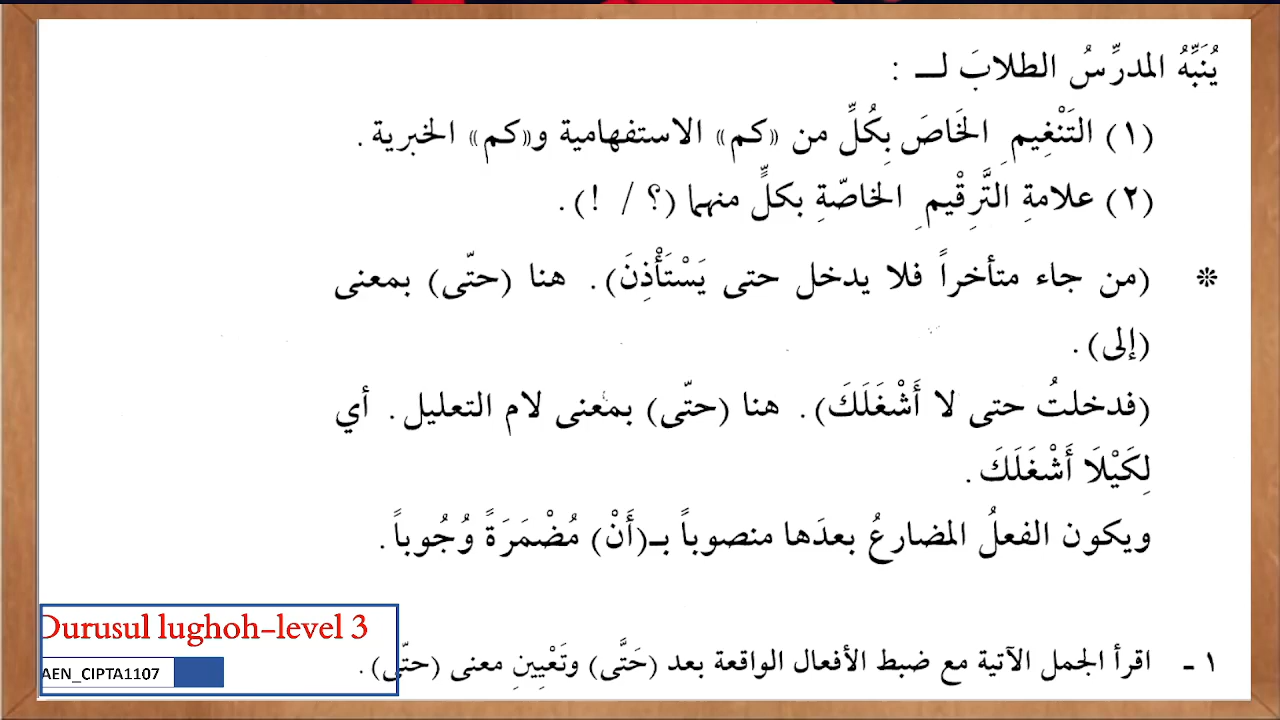 يُنَبِّهُ المدرِّسُ الطلابَ لـــ :
(١) التَنْغِيمِ الخَاصَ بِكُلِّ من «كم» الاستفهامية و«كم» الخبرية .
(٢) علامةِ التَّرِقْيمِ الخاصّةِ بكلٍّ منهما (؟ / !) .
* (من جاء متأخراً فلا يدخل حتى يَسْتَأْذِنَ) . هنا (حتّى) بمعنى
(إلى) .
(فدخلتُ حتى لا أَشْغَلَكَ) . هنا (حتّى) بمعنى لام التعليل . أي
لِكَيْلَا أَشْغَلَكَ .
ويكون الفعلُ المضارعُ بعدَها منصوباً بـ(أَنْ) مُضْمَرَةً وُجُوباً .
١ - اقرأ الجمل الآتية مع ضبط الأفعال الواقعة بعد (حَتَّى) وتَعْيِينِ معنى (حتّى) .
Durusul lughoh-level 3
AEN_CIPTA1107